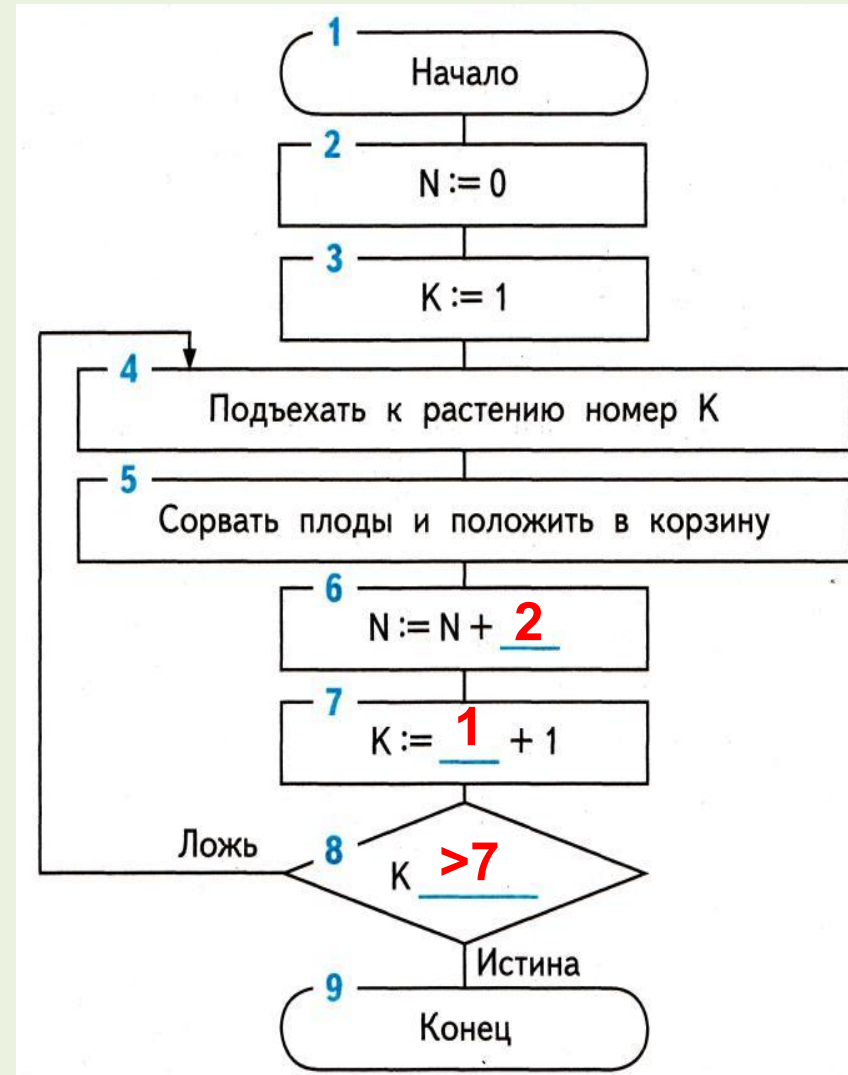 1
Начало
2
N := 0
3
K := 1
4
Подъехать к растению номер K
5
Сорвать плоды и положить в корзину
6
N := N + 2
7
K := 1 + 1
Ложь
8
K >7
Истина
9
Конец